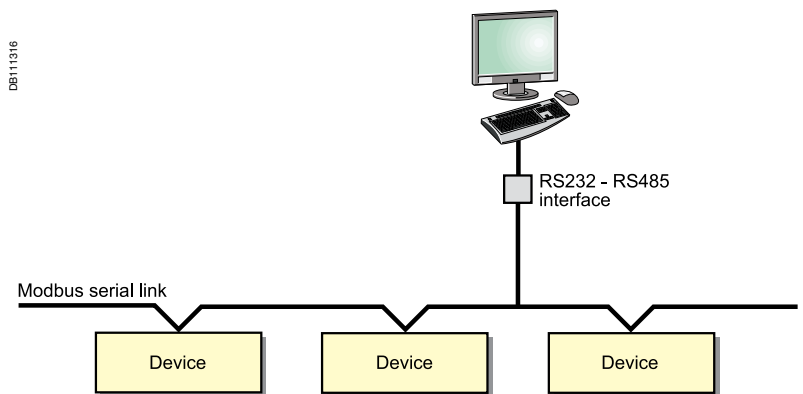 DB111316
RS232 - RS485
interface
Modbus serial link
Device
Device
Device